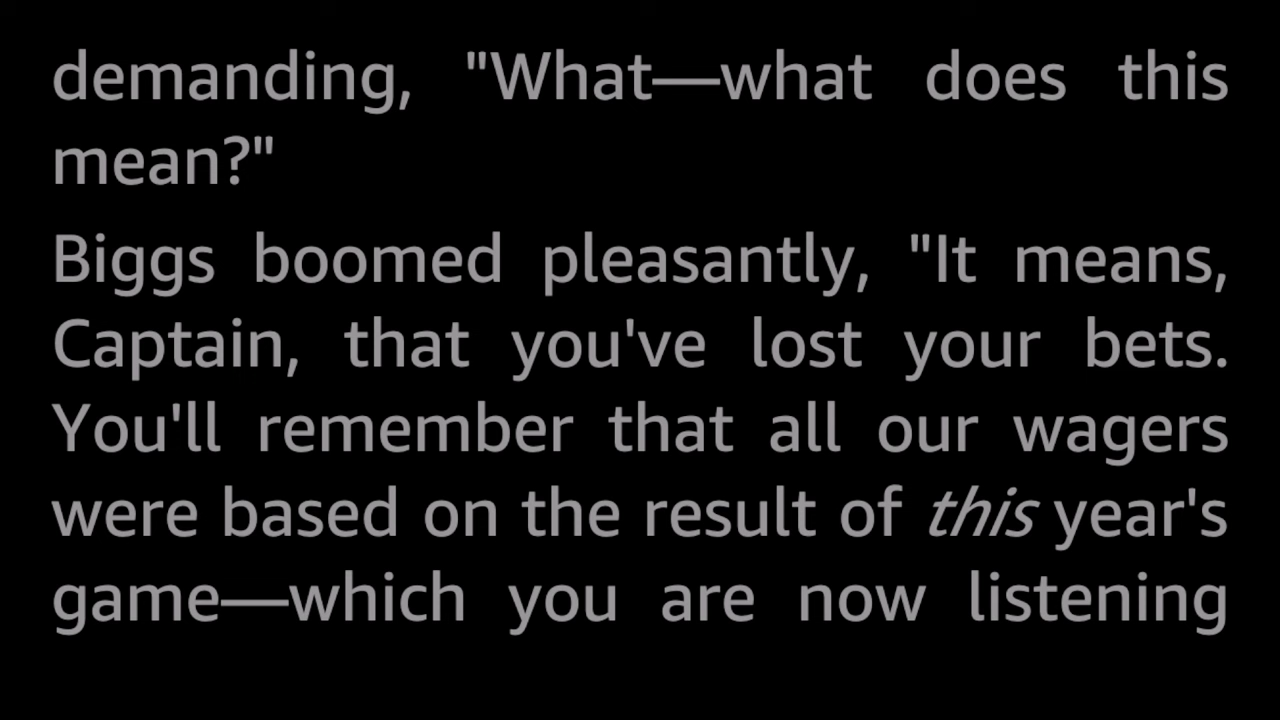 demanding, "What—what does this
mean?"
Biggs boomed pleasantly, "It means,
Captain, that you've lost your bets.
You'll remember that all our wagers
were based on the result of this year's
game—which you are now listening